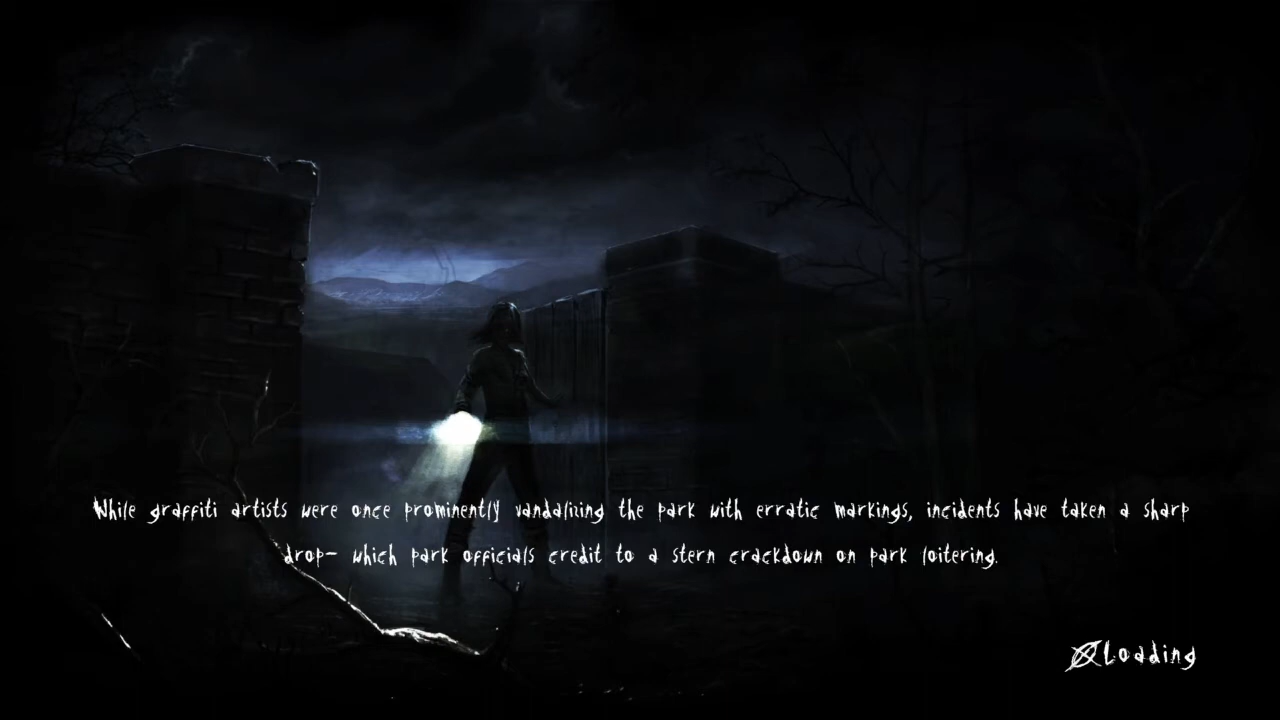 While graffiti artists were once prominently vandalizing the park with erratic markings, incidents have taken a sharp
drop- which park officials credit to a stern crackdown on park loitering.
Loading